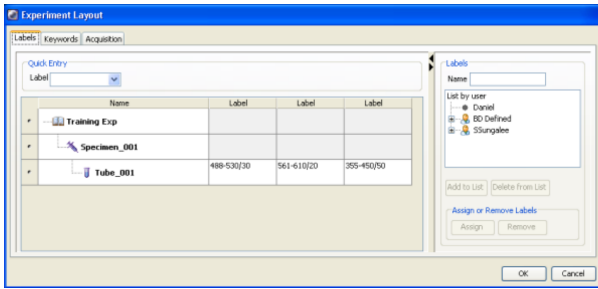 Experiment Layout
Labels Keywords Acquisition
Quick Entry
Label
Name Label Label Label
Training Exp
Specimen_001
Tube_001 488-530/30 561-610/20 355-450/50
Labels
Name
List by user
Daniel
BD Defined
SSungalee
Add to List Delete from List
Assign or Remove Labels
Assign Remove
OK Cancel